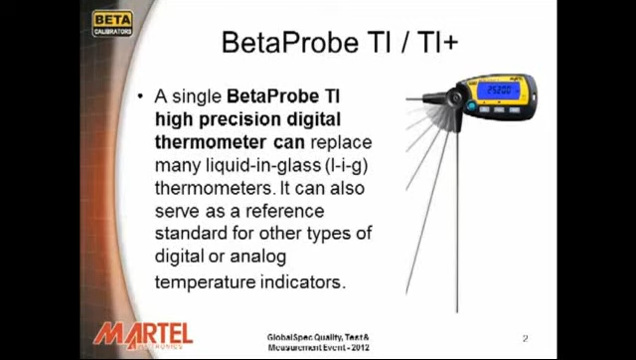 BETA
CALIBRATORS
BetaProbe TI / TI+
• A single BetaProbe TI
high precision digital
thermometer can replace
many liquid-in-glass (l-i-g)
thermometers. It can also
serve as a reference
standard for other types of
digital or analog
temperature indicators.
MARTEL
ELECTRONICS
GlobalSpec Quality, Test &
Measurement Event - 2012
2